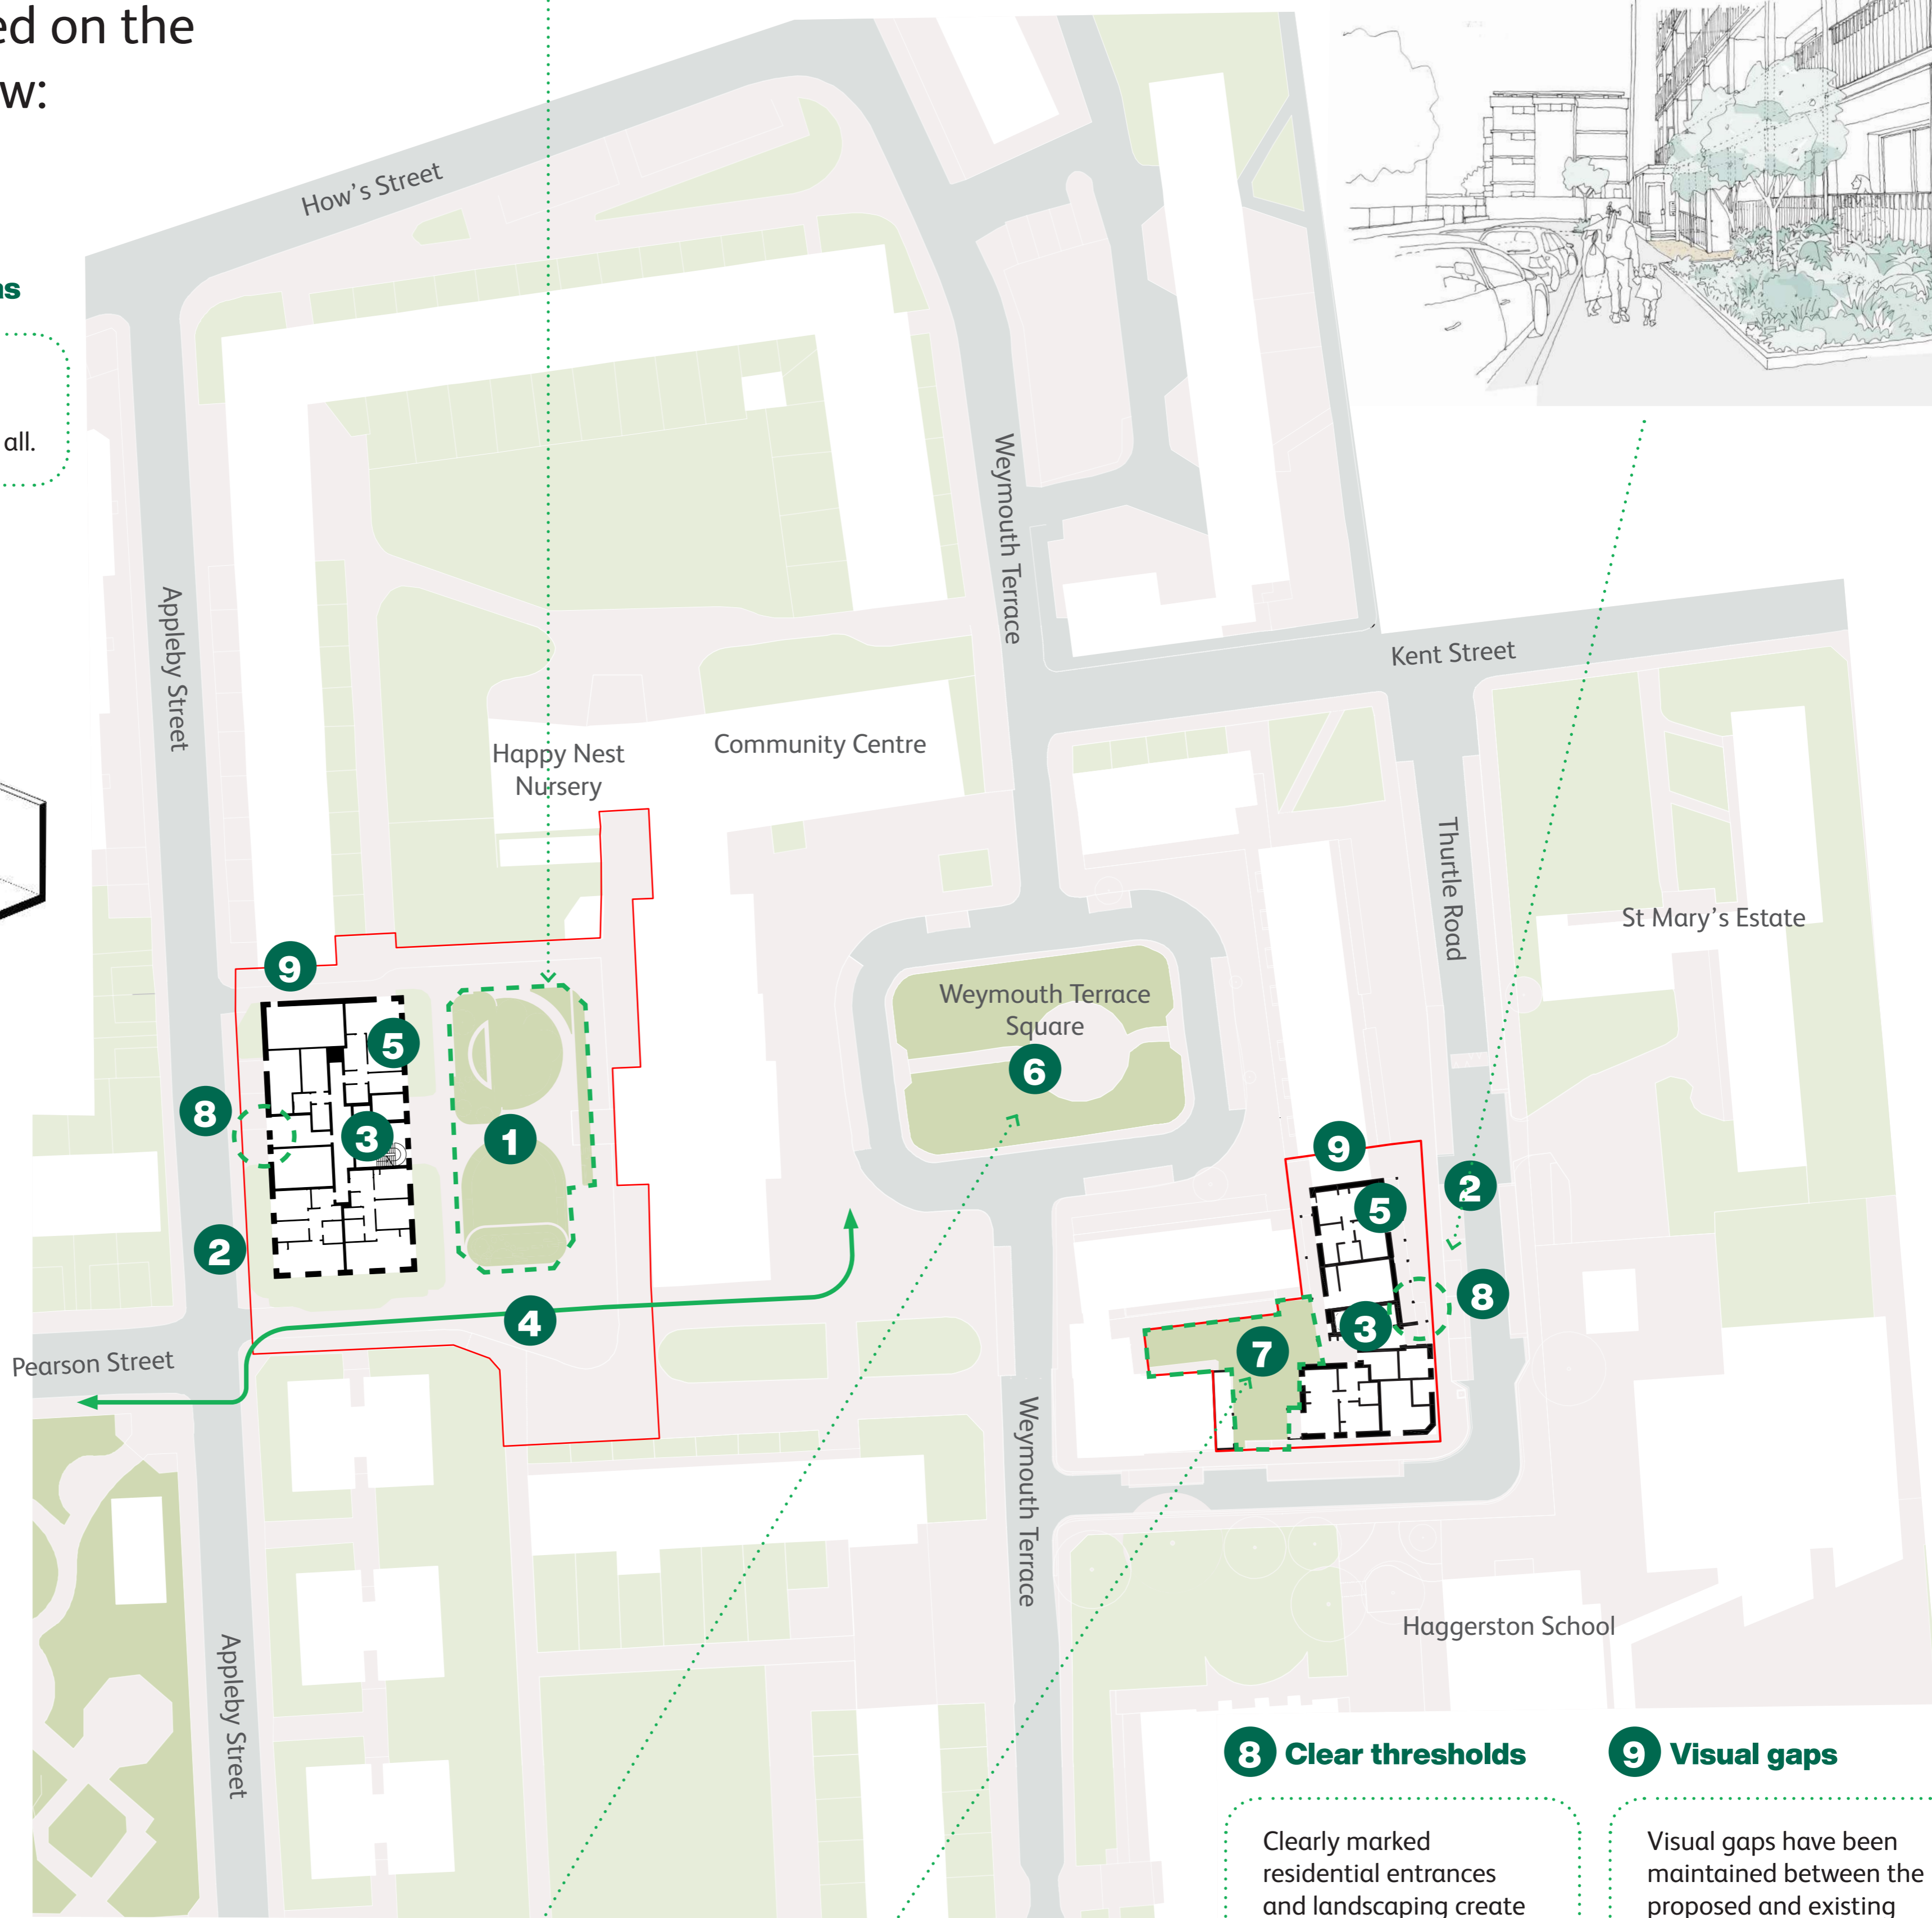 ed on the
w:
ns
all.
How's Street
Weymouth Terrace
Appleby Street
Kent Street
Happy Nest
Nursery
Community Centre
Thurtle Road
St Mary's Estate
9
Weymouth Terrace
Square
5
6
8
1
3
9
2
5
2
8
4
3
7
Pearson Street
Weymouth Terrace
Appleby Street
Haggerston School
8 Clear thresholds
Clearly marked
residential entrances
and landscaping create
9 Visual gaps
Visual gaps have been
maintained between the
proposed and existing